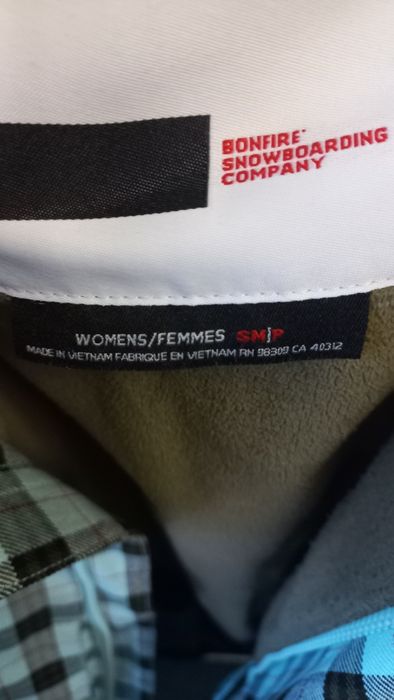 BONFIRE
SNOWBOARDING
COMPANY
WOMENS/FEMMES SM|P
MADE IN VIETNAM FABRIQUE EN VIETNAM RN 98309 CA 40312